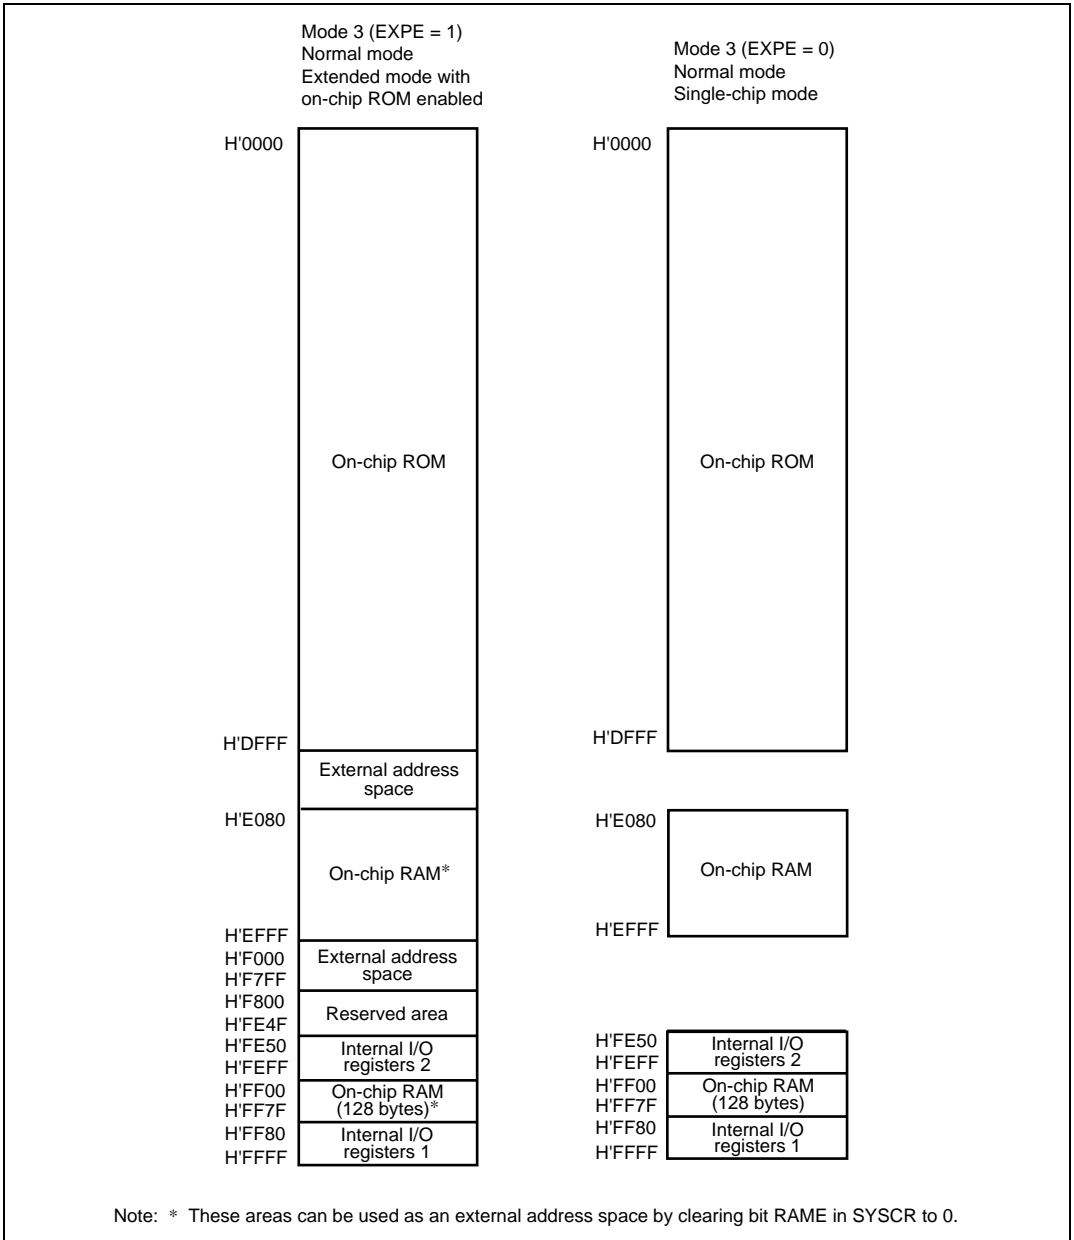 Mode 3 (EXPE = 1)
Normal mode
Extended mode with
on-chip ROM enabled
H'0000
On-chip ROM
H'DFFF
External address
space
H'E080
On-chip RAM*
H'EFFF
H'F000
External address
space
H'F7FF
H'F800
Reserved area
H'FE4F
H'FE50
Internal I/O
registers 2
H'FEFF
H'FF00
On-chip RAM
(128 bytes)*
H'FF7F
H'FF80
Internal I/O
registers 1
H'FFFF
Mode 3 (EXPE = 0)
Normal mode
Single-chip mode
H'0000
On-chip ROM
H'DFFF
H'E080
On-chip RAM
H'EFFF
H'FE50
Internal I/O
registers 2
H'FEFF
H'FF00
On-chip RAM
(128 bytes)
H'FF7F
H'FF80
Internal I/O
registers 1
H'FFFF
Note: * These areas can be used as an external address space by clearing bit RAME in SYSCR to 0.